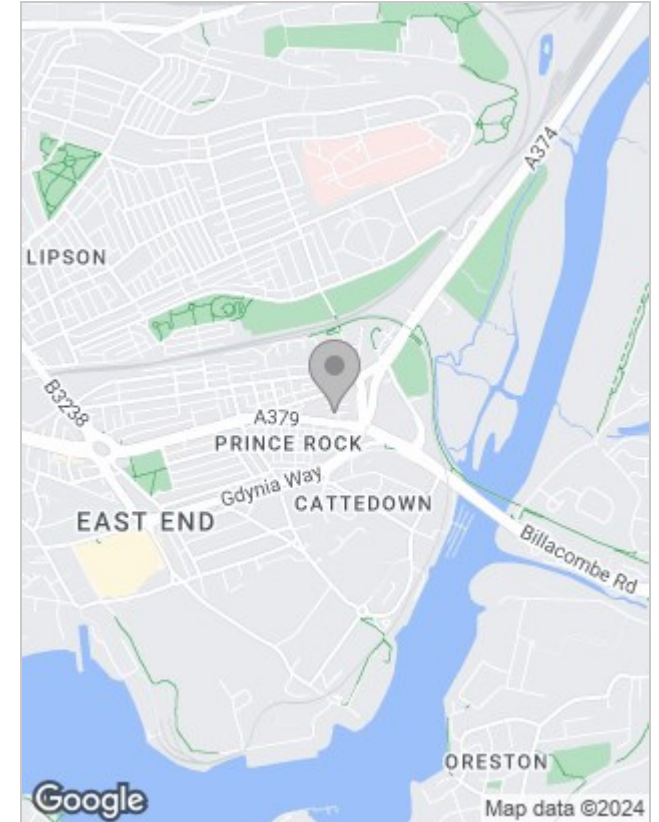 A374
LIPSON
B3238
A379
PRINCE ROCK
Gdynia Way
CATTEDOWN
EAST END
Billacombe Rd
ORESTON
Google
Map data ©2024